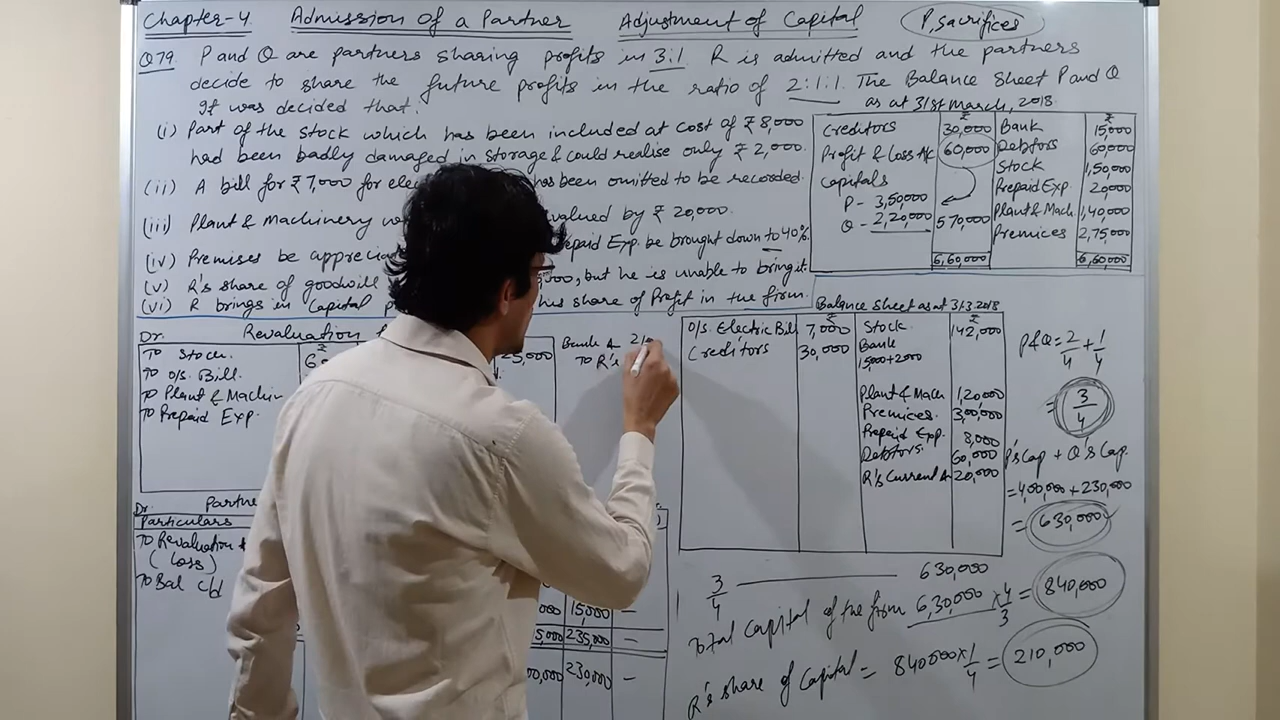 Chapter-4 Admission of a Partner Adjustment of Capital P, sacrifices
Q79. P and Q are partners sharing profits in 3:1. R is admitted and the partners
decide to share the future profits in the ratio of 2:1:1. The Balance Sheet P and Q
It was decided that: as at 31st March, 2018
(i) Part of the stock which has been included at cost of ₹ 8,000
had been badly damaged in storage & could realise only ₹ 2,000.
(ii) A bill for ₹ 7,000 for has been omitted to be recorded.
(iii) Plant & Machinery valued by ₹ 20,000.
(iv) Premises be Prepaid Exp. be brought down to 40%.
(v) R's share of goodwill but he is unable to bring it.
(vi) R brings in Capital his share of Profit in the firm.
₹ ₹
Creditors 30,000 Bank 15,000
Profit & Loss A/c 60,000 Debtors 60,000
Capitals Stock 1,50,000
P - 3,50,000 Prepaid Exp. 20,000
Q - 2,20,000 570,000 Plant & Mach. 1,40,000
Premices 2,75,000
6,60,000 6,60,000
Dr. Revaluation
₹
To Stock. 25,000
To o/s. Bill.
To Plant & Machin
To Prepaid Exp.
Bank A
To R's
Balance Sheet as at 31.3.2018
₹ ₹
O/s. Electric Bill 7,000 Stock 142,000
Creditors 30,000 Bank
15,000+2000
Plant & Mach 1,20,000
Premices. 3,00,000
Prepaid Exp. 8,000
Debtors. 60,000
R's Current A 20,000
P & Q = 2/4 + 1/4
= 3/4
P's Cap + Q's Cap.
= 4,00,000 + 230,000
= 630,000
Dr. Partne
Particulars
To Revaluation
(Loss)
To Bal c/d
15,000 —
5,000 235,000 —
00,000 230,000 —
3/4 — 630,000
Total Capital of the firm 6,30,000 × 4/3 = 840,000
R's share of Capital = 840000 × 1/4 = 210,000